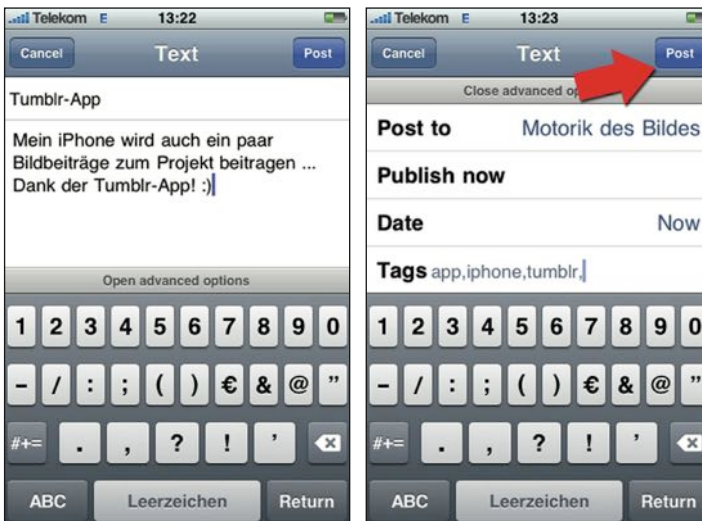 Telekom E 13:22
Cancel Text Post
Tumblr-App
Mein iPhone wird auch ein paar
Bildbeiträge zum Projekt beitragen ...
Dank der Tumblr-App! :)
Open advanced options
1 2 3 4 5 6 7 8 9 0
- / : ; ( ) € & @ "
#+= . , ? ! '
ABC Leerzeichen Return
Telekom E 13:23
Cancel Text Post
Close advanced
Post to Motorik des Bildes
Publish now
Date Now
Tags app,iphone,tumblr,
1 2 3 4 5 6 7 8 9 0
- / : ; ( ) € & @ "
#+= . , ? ! '
ABC Leerzeichen Return